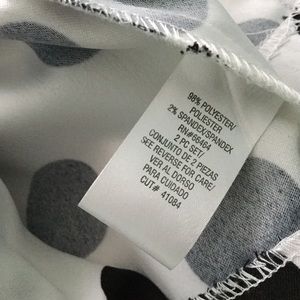 98% POLYESTER/
POLIESTER
2% SPANDEX/SPANDEX
RN#66464
2 PC SET/
CONJUNTO DE 2 PIEZAS
SEE REVERSE FOR CARE/
VER AL DORSO
PARA CUIDADO
CUT# 41084